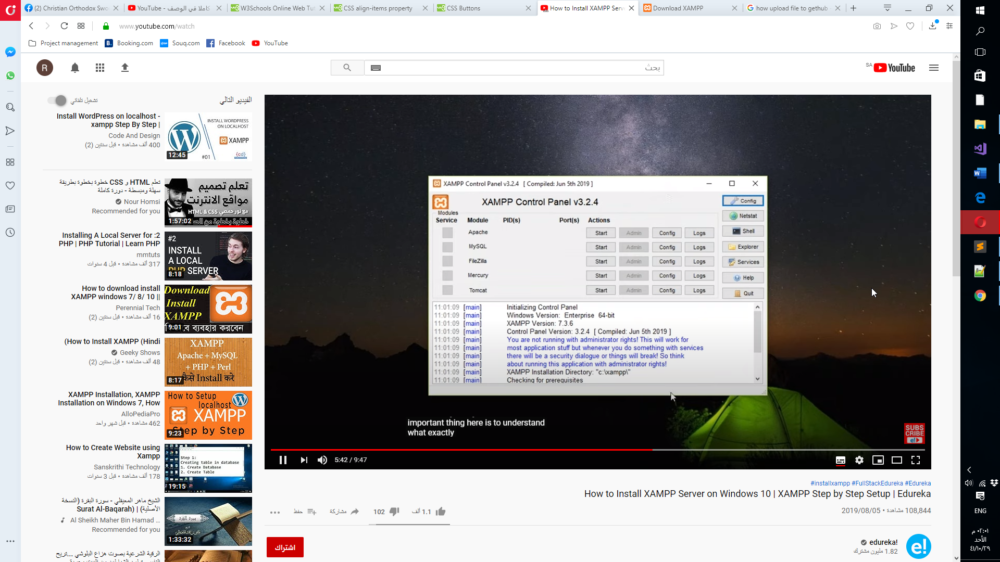 (2) Christian Orthodox Swo
YouTube - كاملا في الوصف
W3Schools Online Web Tut
CSS align-items property
CSS Buttons
How to Install XAMPP Serv
Download XAMPP
how upload file to gethub
www.youtube.com/watch
Project management
Booking.com
Souq.com
Facebook
YouTube
R
بحث
YouTube SA
تشغيل تلقائي
الفيديو التالي
Install WordPress on localhost -
xampp Step By Step |
Code And Design
400 ألف مشاهدة • قبل سنتين (2)
INSTALL WORDPRESS
ON LOCALHOST
XAMPP
#01
{cd}
12:45
تعلم HTML و CSS خطوة بخطوة بطريقة
سهلة ومبسطة - دورة كاملة
Nour Homsi
Recommended for you
تعلم تصميم
مواقع الانترنت
HTML & CSS مع نور حمصي
1:57:02
Installing A Local Server for :2
PHP | PHP Tutorial | Learn PHP
mmtuts
317 ألف مشاهدة • قبل 4 سنوات
#2
INSTALL
A LOCAL
PHP SERVER
8:18
How to download install
XAMPP windows 7/ 8/ 10 ||
Perennial Tech
16 ألف مشاهدة • قبل سنتين (2)
Download
Install
XAMPP
ব্যবহার করবেন
9:01
(How to Install XAMPP (Hindi
Geeky Shows
48 ألف مشاهدة • قبل سنتين (2)
XAMPP
Apache + MySQL
+ PHP + Perl
कैसे Install करे
8:17
XAMPP Installation, XAMPP
Installation on Windows 7, How
AlloPediaPro
462 مشاهدة • قبل شهر واحد
How to Setup
localhost
XAMPP
Step by Step
9:23
How to Create Website using
Xampp
Sanskrithi Technology
178 ألف مشاهدة • قبل 3 سنوات
Step 1:
Creating table in database
1. Create Database
2. Create Table
19:15
الشيخ ماهر المعيقلي - سورة البقرة (النسخة
الأصلية) | (Surat Al-Baqarah
Al Sheikh Maher Bin Hamad ...
Recommended for you
1:33:32
الرقية الشرعية بصوت هزاع البلوشي ...تريح
XAMPP Control Panel v3.2.4 [ Compiled: Jun 5th 2019 ]
XAMPP Control Panel v3.2.4
Config
Modules
Netstat
Service Module PID(s) Port(s) Actions
Apache Start Admin Config Logs
Shell
MySQL Start Admin Config Logs
Explorer
FileZilla Start Admin Config Logs
Services
Mercury Start Admin Config Logs
Help
Tomcat Start Admin Config Logs
Quit
11:01:09 [main] Initializing Control Panel
11:01:09 [main] Windows Version: Enterprise 64-bit
11:01:09 [main] XAMPP Version: 7.3.6
11:01:09 [main] Control Panel Version: 3.2.4 [ Compiled: Jun 5th 2019 ]
11:01:09 [main] You are not running with administrator rights! This will work for
11:01:09 [main] most application stuff but whenever you do something with services
11:01:09 [main] there will be a security dialogue or things will break! So think
11:01:09 [main] about running this application with administrator rights!
11:01:09 [main] XAMPP Installation Directory: "c:\xampp\"
11:01:09 [main] Checking for prerequisites
important thing here is to understand
what exactly
SUBS
CRIBE
e!
5:42 / 9:47
#installxampp #FullStackEdureka #Edureka
How to Install XAMPP Server on Windows 10 | XAMPP Step by Step Setup | Edureka
108,844 مشاهدة • 2019/08/05
1.1 ألف
102
مشاركة
حفظ
edureka!
1.82 مليون مشترك
e!
اشتراك
ENG
٠٢:٠١ م
الأحد
٤١/١٠/٢٩